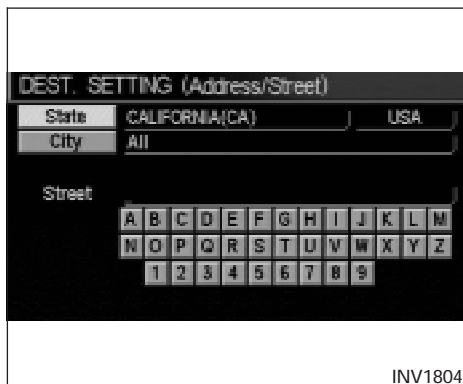 DEST. SETTING (Address/Street)
State CALIFORNIA(CA) USA
City All
Street
A B C D E F G H I J K L M
N O P Q R S T U V W X Y Z
1 2 3 4 5 6 7 8 9
INV1804